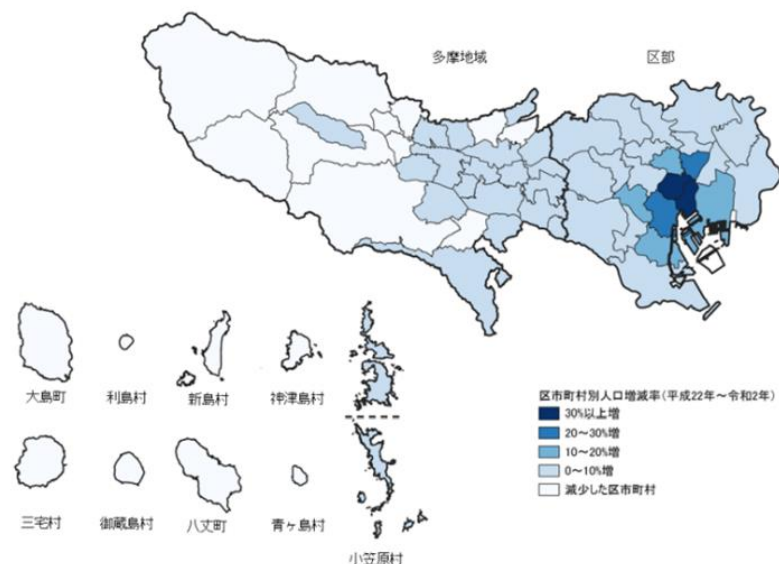 多摩地域
区部
大島町
利島村
新島村
神津島村
三宅村
御蔵島村
八丈町
青ヶ島村
小笠原村
区市町村別人口増減率(平成22年～令和2年)
30%以上増
20～30%増
10～20%増
0～10%増
減少した区市町村